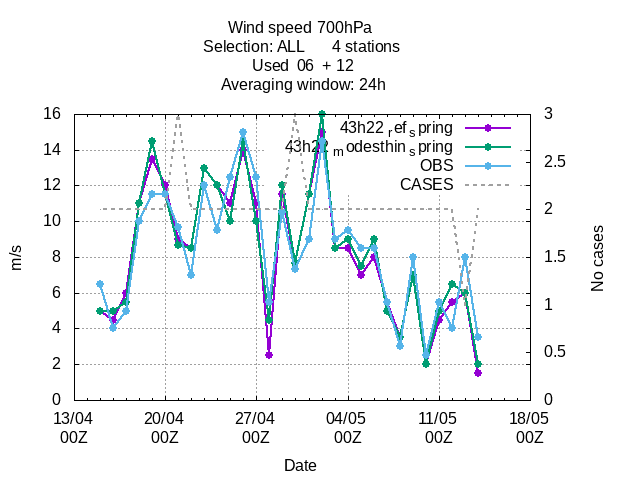 Wind speed 700hPa
Selection: ALL 4 stations
Used 06 + 12
Averaging window: 24h
16 3
43h22 refspring
14 43h22 modesthin spring 2.5
OBS
12 CASES
10 2
m/s
8 1.5
No cases
6 1
4
2 0.5
0 0
13/04 20/04 27/04 04/05 11/05 18/05
00Z 00Z 00Z 00Z 00Z 00Z
Date